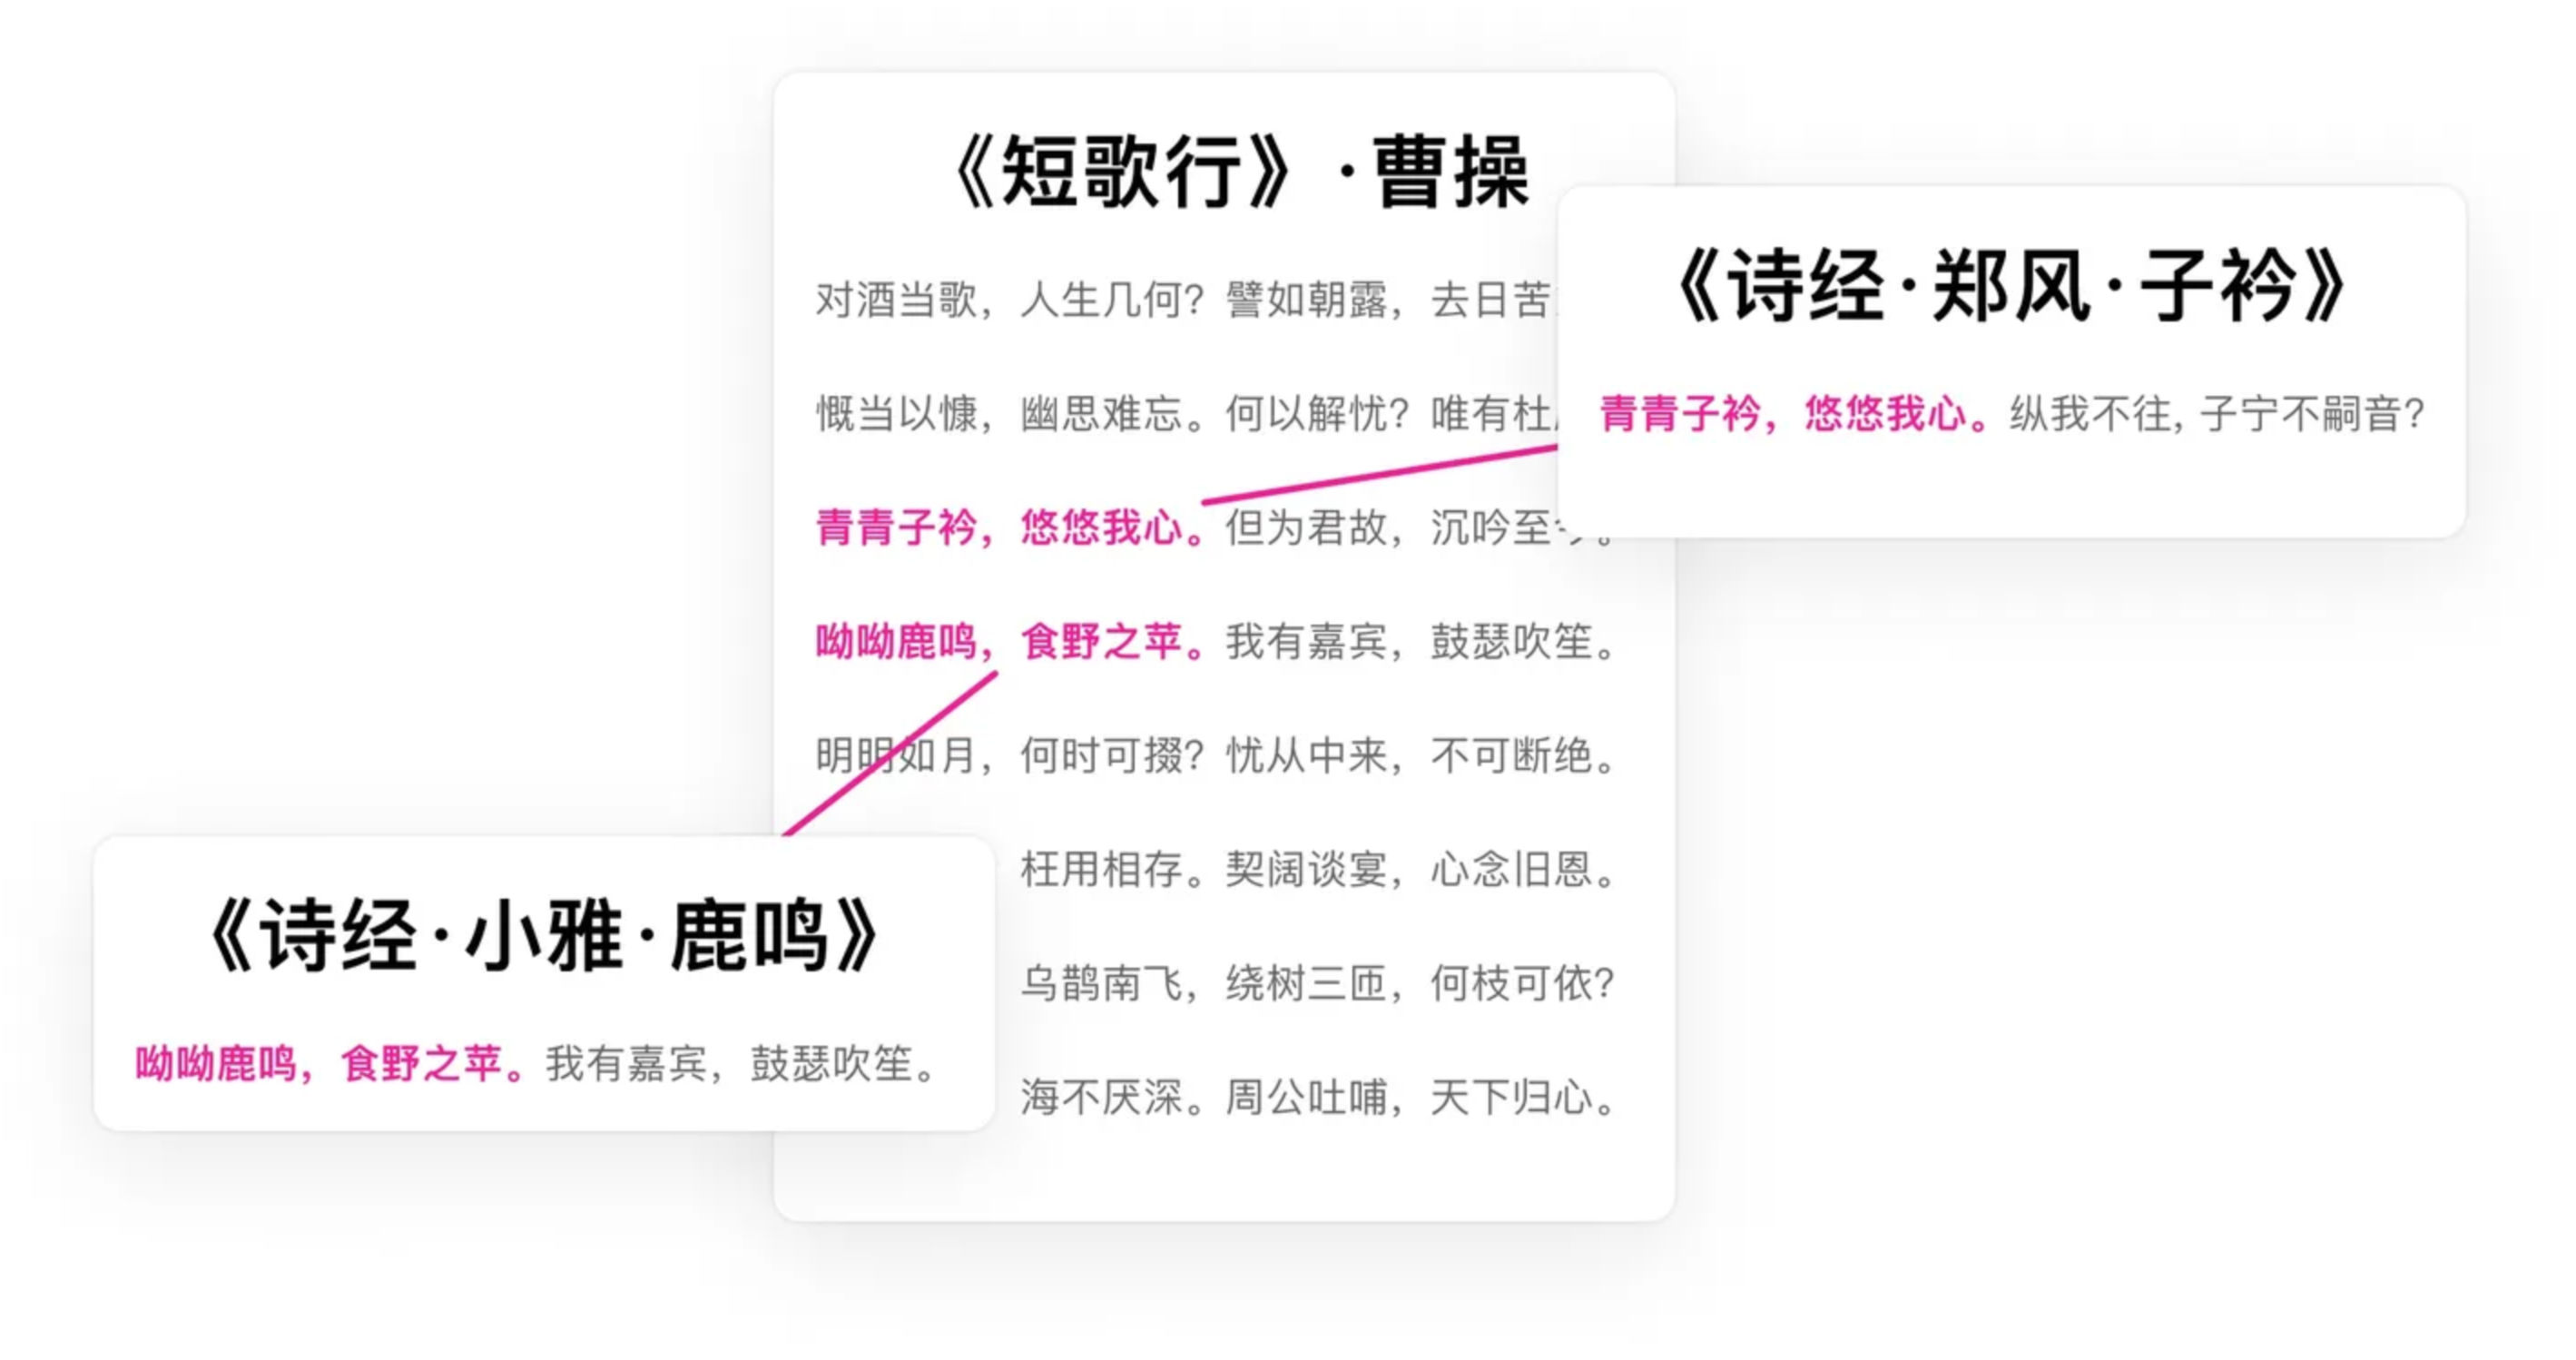 《短歌行》·曹操
对酒当歌，人生几何？譬如朝露，去日苦
慨当以慷，幽思难忘。何以解忧？唯有杜
青青子衿，悠悠我心。但为君故，沉吟至
呦呦鹿鸣，食野之苹。我有嘉宾，鼓瑟吹笙。
明明如月，何时可掇？忧从中来，不可断绝。
枉用相存。契阔谈宴，心念旧恩。
乌鹊南飞，绕树三匝，何枝可依？
海不厌深。周公吐哺，天下归心。
《诗经·郑风·子衿》
青青子衿，悠悠我心。纵我不往, 子宁不嗣音？
《诗经·小雅·鹿鸣》
呦呦鹿鸣，食野之苹。我有嘉宾，鼓瑟吹笙。